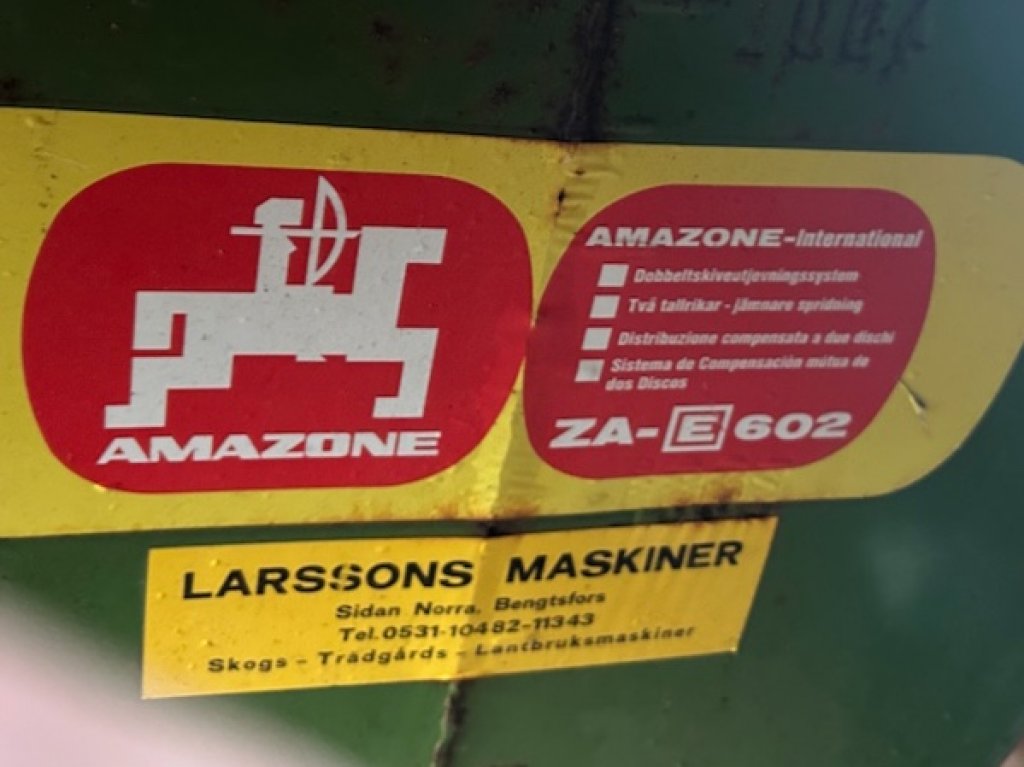 AMAZONE
AMAZONE-International
Dobbeltskiveutjevningssystem
Två tallrikar - jämnare spridning
Distribuzione compensata a due dischi
Sistema de Compensación mútua de
dos Discos
ZA-E 602
LARSSONS MASKINER
Sidan Norra, Bengtsfors
Tel. 0531-10482-11343
Skogs - Trädgårds - Lantbruksmaskiner